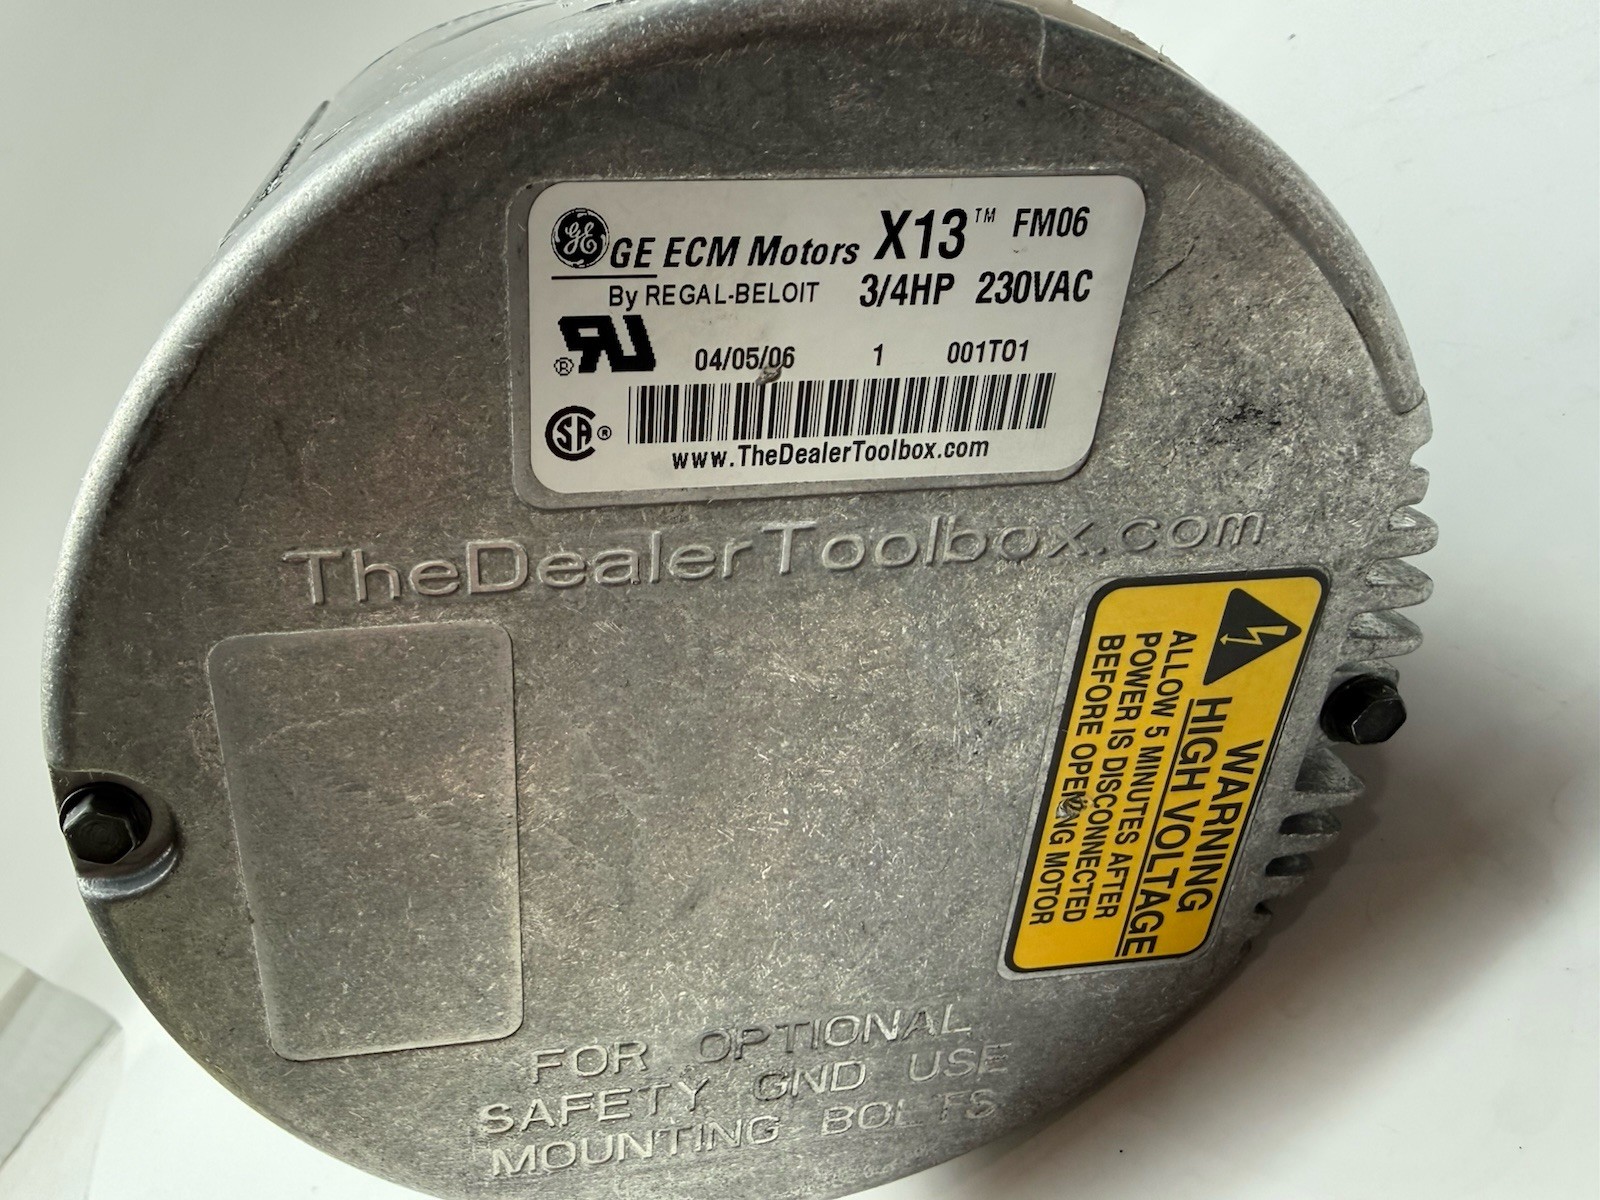 GE ECM Motors X13™ FM06
By REGAL-BELOIT 3/4HP 230VAC
04/05/06 1 001T01
CSA®
www.TheDealerToolbox.com
TheDealerToolbox.com
WARNING
HIGH VOLTAGE
ALLOW 5 MINUTES AFTER
POWER IS DISCONNECTED
BEFORE OPENING MOTOR
FOR OPTIONAL
SAFETY GND USE
MOUNTING BOLTS